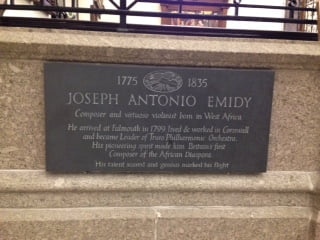 1775 1835
JOSEPH ANTONIO EMIDY
Composer and virtuoso violinist born in West Africa
He arrived at Falmouth in 1799, lived & worked in Cornwall
and became Leader of Truro Philharmonic Orchestra.
His pioneering spirit made him Britain's first
Composer of the African Diaspora.
His talent soared and genius marked his flight